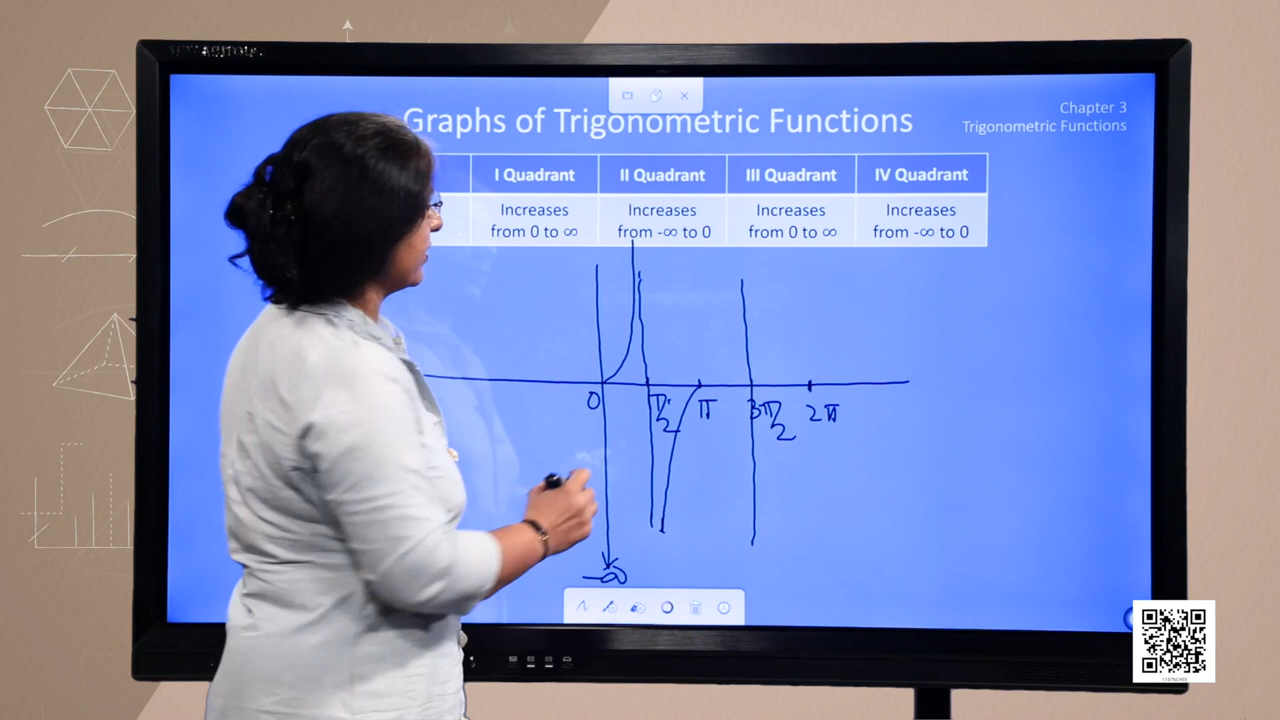 Graphs of Trigonometric Functions
Chapter 3
Trigonometric Functions
I Quadrant II Quadrant III Quadrant IV Quadrant
Increases from 0 to ∞
Increases from -∞ to 0
Increases from 0 to ∞
Increases from -∞ to 0
0 π/2 π 3π/2 2π
-∞